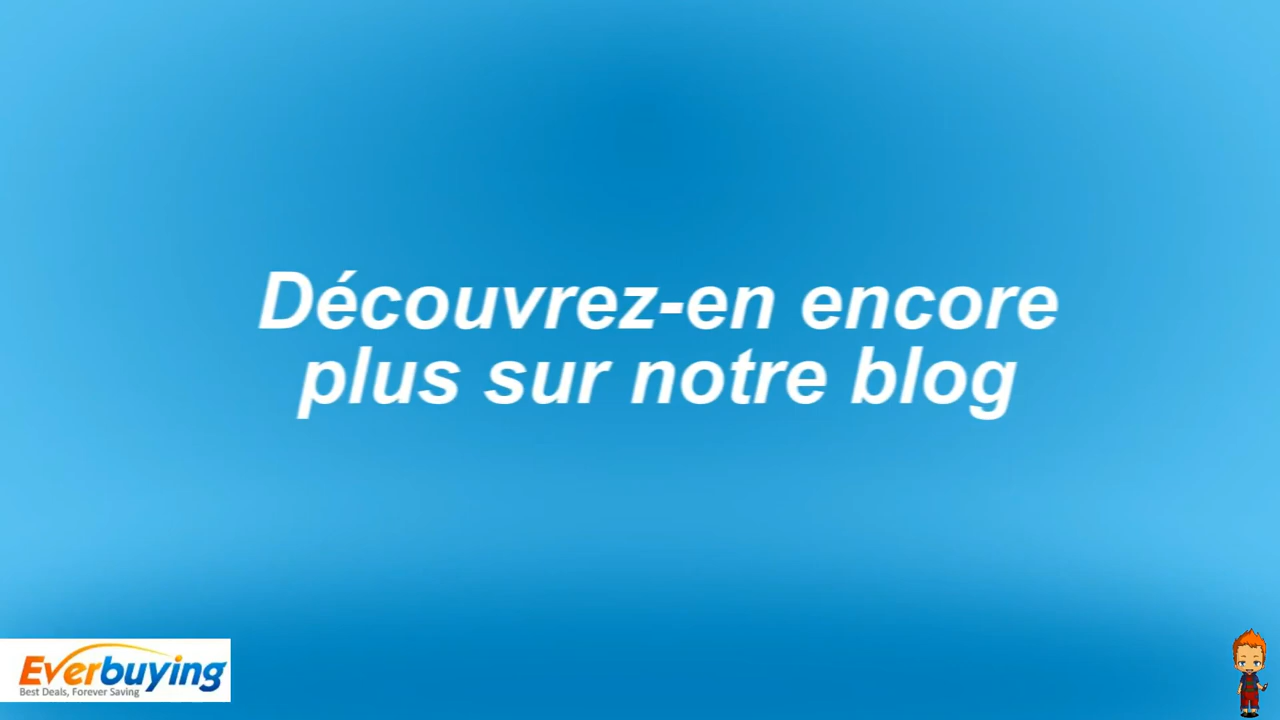 Découvrez-en encore
plus sur notre blog
Everbuying
Best Deals, Forever Saving